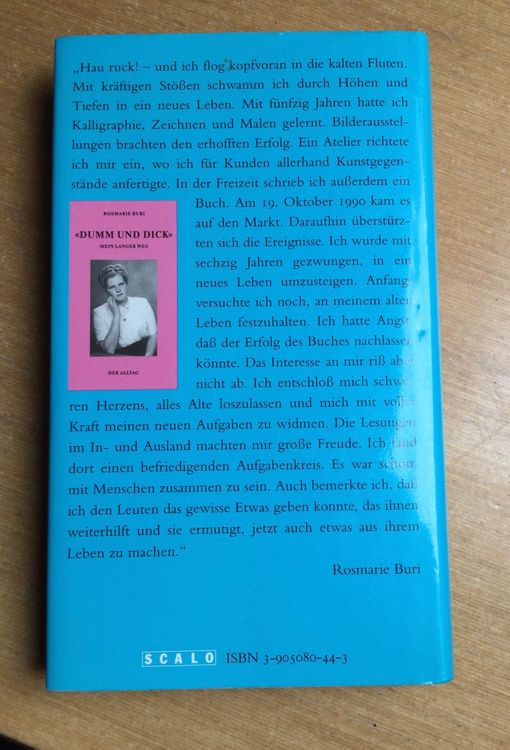 „Hau ruck! – und ich flog kopfvoran in die kalten Fluten.
Mit kräftigen Stößen schwamm ich durch Höhen und
Tiefen in ein neues Leben. Mit fünfzig Jahren hatte ich
Kalligraphie, Zeichnen und Malen gelernt. Bilderausstel-
lungen brachten den erhofften Erfolg. Ein Atelier richtete
ich mir ein, wo ich für Kunden allerhand Kunstgegen-
stände anfertigte. In der Freizeit schrieb ich außerdem ein
Buch. Am 19. Oktober 1990 kam es
auf den Markt. Daraufhin überstürz-
ten sich die Ereignisse. Ich wurde mit
sechzig Jahren gezwungen, in ein
neues Leben umzusteigen. Anfangs
versuchte ich noch, an meinem alten
Leben festzuhalten. Ich hatte Angst,
daß der Erfolg des Buches nachlassen
könnte. Das Interesse an mir riß aber
nicht ab. Ich entschloß mich schwe-
ren Herzens, alles Alte loszulassen und mich mit voller
Kraft meinen neuen Aufgaben zu widmen. Die Lesungen
im In- und Ausland machten mir große Freude. Ich fand
dort einen befriedigenden Aufgabenkreis. Es war schön,
mit Menschen zusammen zu sein. Auch bemerkte ich, daß
ich den Leuten das gewisse Etwas geben konnte, das ihnen
weiterhilft und sie ermutigt, jetzt auch etwas aus ihrem
Leben zu machen.“
Rosmarie Buri
ROSMARIE BURI
«DUMM UND DICK»
MEIN LANGER WEG
DER ALLTAG
SCALO ISBN 3-905080-44-3